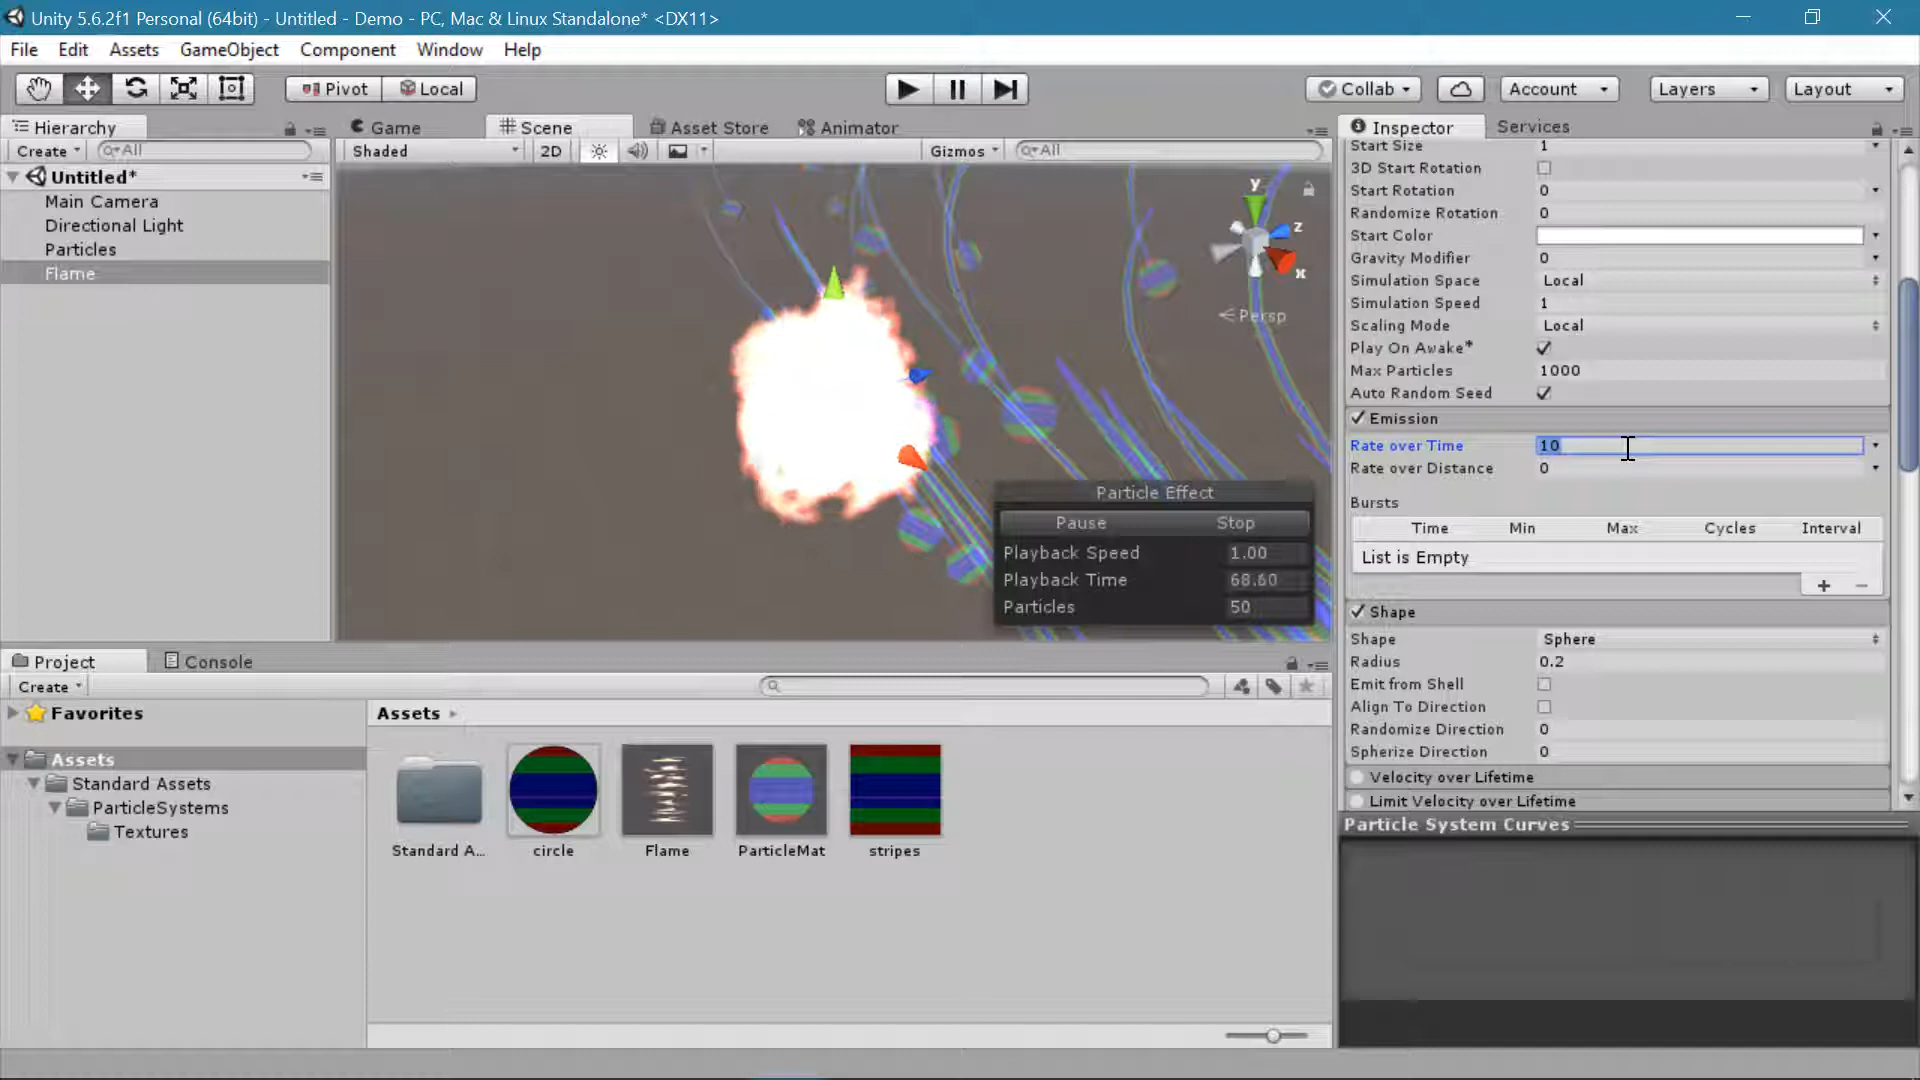 Unity 5.6.2f1 Personal (64bit) - Untitled - Demo - PC, Mac & Linux Standalone* <DX11>
File Edit Assets GameObject Component Window Help
Pivot Local Collab Account Layers Layout
Hierarchy
Create All
Untitled*
Main Camera
Directional Light
Particles
Flame
Game Scene Asset Store Animator
Shaded 2D Gizmos All
y
z
x
Persp
Particle Effect
Pause Stop
Playback Speed 1.00
Playback Time 68.60
Particles 50
Inspector Services
Start Size 1
3D Start Rotation
Start Rotation 0
Randomize Rotation 0
Start Color
Gravity Modifier 0
Simulation Space Local
Simulation Speed 1
Scaling Mode Local
Play On Awake*
Max Particles 1000
Auto Random Seed
Emission
Rate over Time 10
Rate over Distance 0
Bursts
Time Min Max Cycles Interval
List is Empty
Shape
Shape Sphere
Radius 0.2
Emit from Shell
Align To Direction
Randomize Direction 0
Spherize Direction 0
Velocity over Lifetime
Limit Velocity over Lifetime
Particle System Curves
Project Console
Create
Favorites
Assets
Standard Assets
ParticleSystems
Textures
Assets
Standard A...
circle
Flame
ParticleMat
stripes